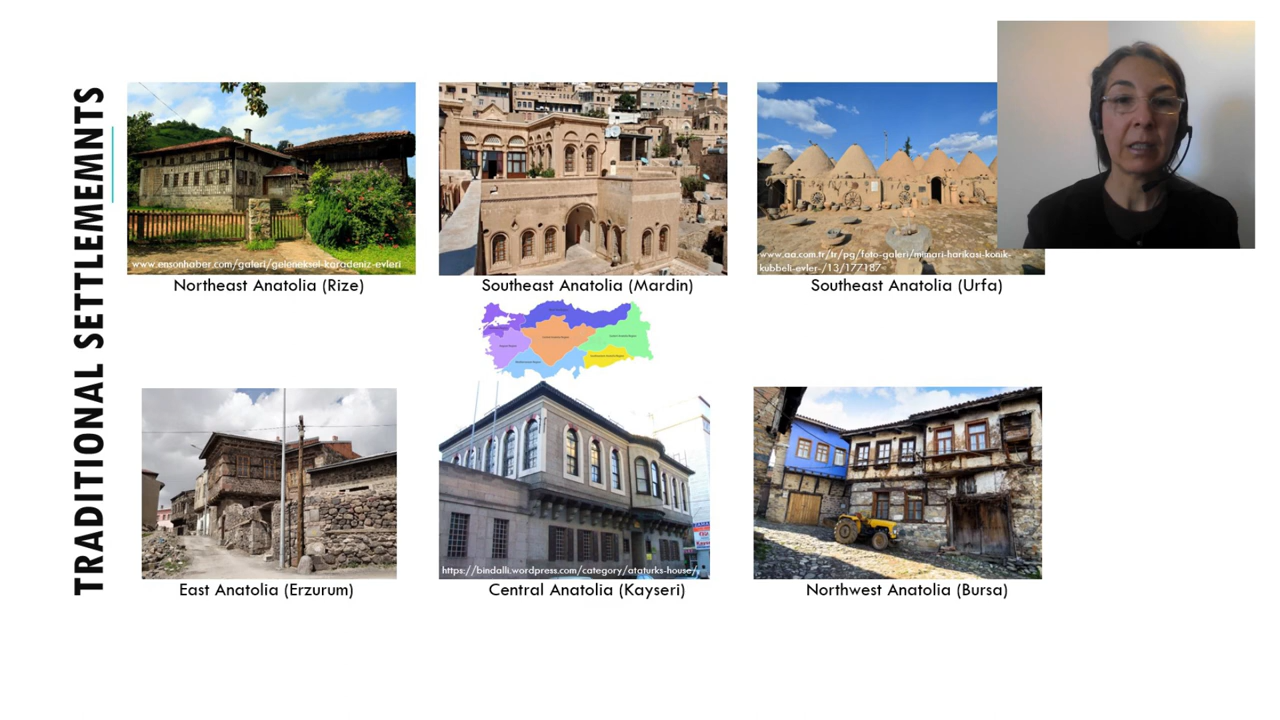 TRADITIONAL SETTLEMEMNTS
www.ensonhaber.com/galeri/geleneksel-karadeniz-evleri
Northeast Anatolia (Rize)
Southeast Anatolia (Mardin)
www.aa.com.tr/tr/pg/foto-galeri/mimari-harikasi-konik-
kubbeli-evler-/13/177187
Southeast Anatolia (Urfa)
East Anatolia (Erzurum)
https://bindalli.wordpress.com/category/ataturks-house/
Central Anatolia (Kayseri)
Northwest Anatolia (Bursa)